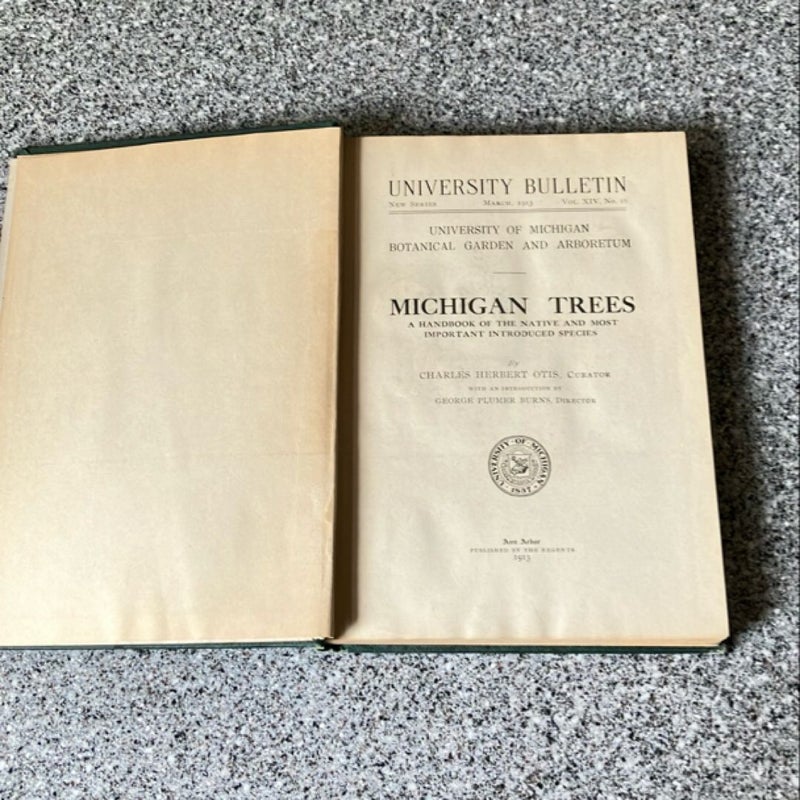 UNIVERSITY BULLETIN
NEW SERIES MARCH, 1913 VOL. XIV, No. 
UNIVERSITY OF MICHIGAN
BOTANICAL GARDEN AND ARBORETUM
MICHIGAN TREES
A HANDBOOK OF THE NATIVE AND MOST
IMPORTANT INTRODUCED SPECIES
By
CHARLES HERBERT OTIS, CURATOR
WITH AN INTRODUCTION BY
GEORGE PLUMER BURNS, DIRECTOR
UNIVERSITY OF MICHIGAN
1837
Ann Arbor
PUBLISHED BY THE REGENTS
1913